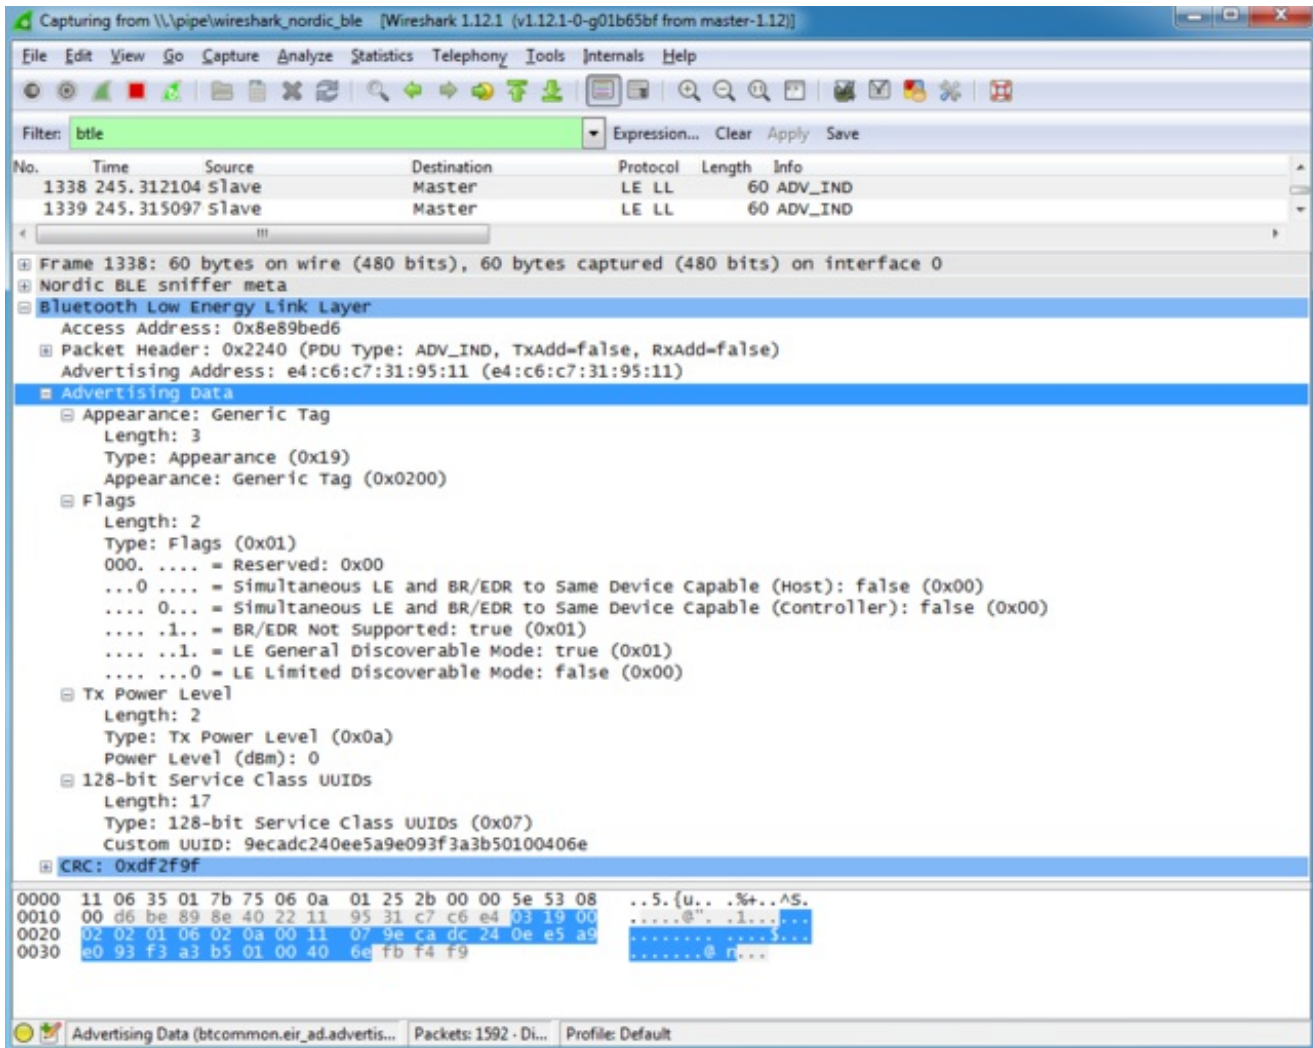 Capturing from \\.\pipe\wireshark_nordic_ble [Wireshark 1.12.1 (v1.12.1-0-g01b65bf from master-1.12)]
File Edit View Go Capture Analyze Statistics Telephony Tools Internals Help
Filter: btle Expression... Clear Apply Save
No. Time Source Destination Protocol Length Info
1338 245.312104 Slave Master LE LL 60 ADV_IND
1339 245.315097 Slave Master LE LL 60 ADV_IND
Frame 1338: 60 bytes on wire (480 bits), 60 bytes captured (480 bits) on interface 0
Nordic BLE sniffer meta
Bluetooth Low Energy Link Layer
Access Address: 0x8e89bed6
Packet Header: 0x2240 (PDU Type: ADV_IND, TxAdd=false, RxAdd=false)
Advertising Address: e4:c6:c7:31:95:11 (e4:c6:c7:31:95:11)
Advertising Data
Appearance: Generic Tag
Length: 3
Type: Appearance (0x19)
Appearance: Generic Tag (0x0200)
Flags
Length: 2
Type: Flags (0x01)
000. .... = Reserved: 0x00
...0 .... = Simultaneous LE and BR/EDR to Same Device Capable (Host): false (0x00)
.... 0... = Simultaneous LE and BR/EDR to Same Device Capable (Controller): false (0x00)
.... .1.. = BR/EDR Not Supported: true (0x01)
.... ..1. = LE General Discoverable Mode: true (0x01)
.... ...0 = LE Limited Discoverable Mode: false (0x00)
Tx Power Level
Length: 2
Type: Tx Power Level (0x0a)
Power Level (dBm): 0
128-bit Service Class UUIDs
Length: 17
Type: 128-bit Service Class UUIDs (0x07)
Custom UUID: 9ecadc240ee5a9e093f3a3b50100406e
CRC: 0xdf2f9f
0000 11 06 35 01 7b 75 06 0a 01 25 2b 00 00 5e 53 08 ..5.{u.. .%+..^S.
0010 00 d6 be 89 8e 40 22 11 95 31 c7 c6 e4 03 19 00 .....@". .1......
0020 02 02 01 06 02 0a 00 11 07 9e ca dc 24 0e e5 a9 ........ ....$...
0030 e0 93 f3 a3 b5 01 00 40 6e fb f4 f9 .......@ n...
Advertising Data (btcommon.eir_ad.advertis... Packets: 1592 · Di... Profile: Default